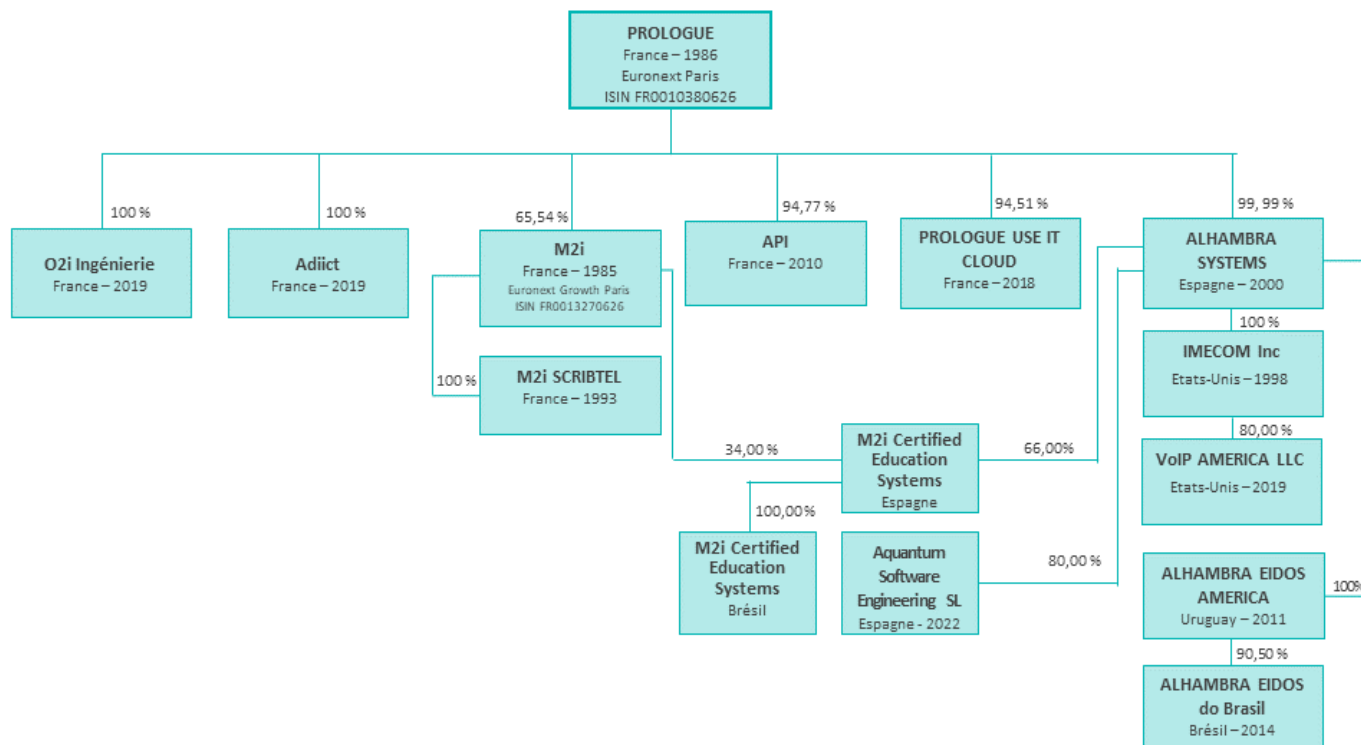 PROLOGUE
France – 1986
Euronext Paris
ISIN FR0010380626
100 %
O2i Ingénierie
France – 2019
100 %
Adiict
France – 2019
65,54 %
M2i
France – 1985
Euronext Growth Paris
ISIN FR0013270626
94,77 %
API
France – 2010
94,51 %
PROLOGUE USE IT
CLOUD
France – 2018
99, 99 %
ALHAMBRA
SYSTEMS
Espagne – 2000
100 %
IMECOM Inc
Etats-Unis – 1998
100 %
M2i SCRIBTEL
France – 1993
80,00 %
VoIP AMERICA LLC
Etats-Unis – 2019
34,00 %
M2i Certified
Education
Systems
Espagne
66,00%
100,00 %
M2i Certified
Education
Systems
Brésil
Aquantum
Software
Engineering SL
Espagne - 2022
80,00 %
ALHAMBRA EIDOS
AMERICA
Uruguay – 2011
100%
90,50 %
ALHAMBRA EIDOS
do Brasil
Brésil – 2014